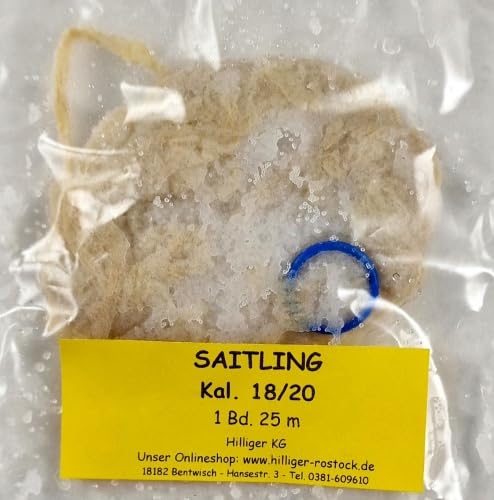 SAITLING
Kal. 18/20
1 Bd. 25 m
Hilliger KG
Unser Onlineshop: www.hilliger-rostock.de
18182 Bentwisch - Hansestr. 3 - Tel. 0381-609610